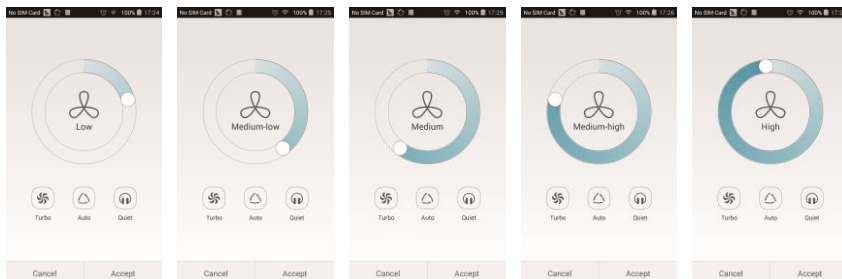 No SIM Card 100% 17:24
Low
Turbo Auto Quiet
Cancel Accept
No SIM Card 100% 17:25
Medium-low
Turbo Auto Quiet
Cancel Accept
No SIM Card 100% 17:25
Medium
Turbo Auto Quiet
Cancel Accept
No SIM Card 100% 17:26
Medium-high
Turbo Auto Quiet
Cancel Accept
No SIM Card 100%
High
Turbo Auto Quiet
Cancel Accept